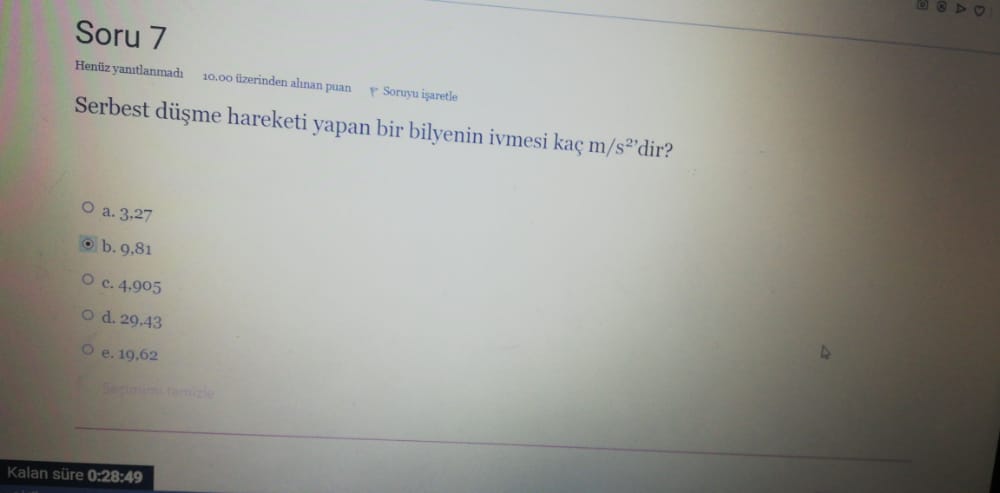 Soru 7
Henüz yanıtlanmadı 10,00 üzerinden alınan puan Soruyu işaretle
Serbest düşme hareketi yapan bir bilyenin ivmesi kaç m/s²'dir?
a. 3,27
b. 9,81
c. 4,905
d. 29,43
e. 19,62
Seçimimi temizle
Kalan süre 0:28:49